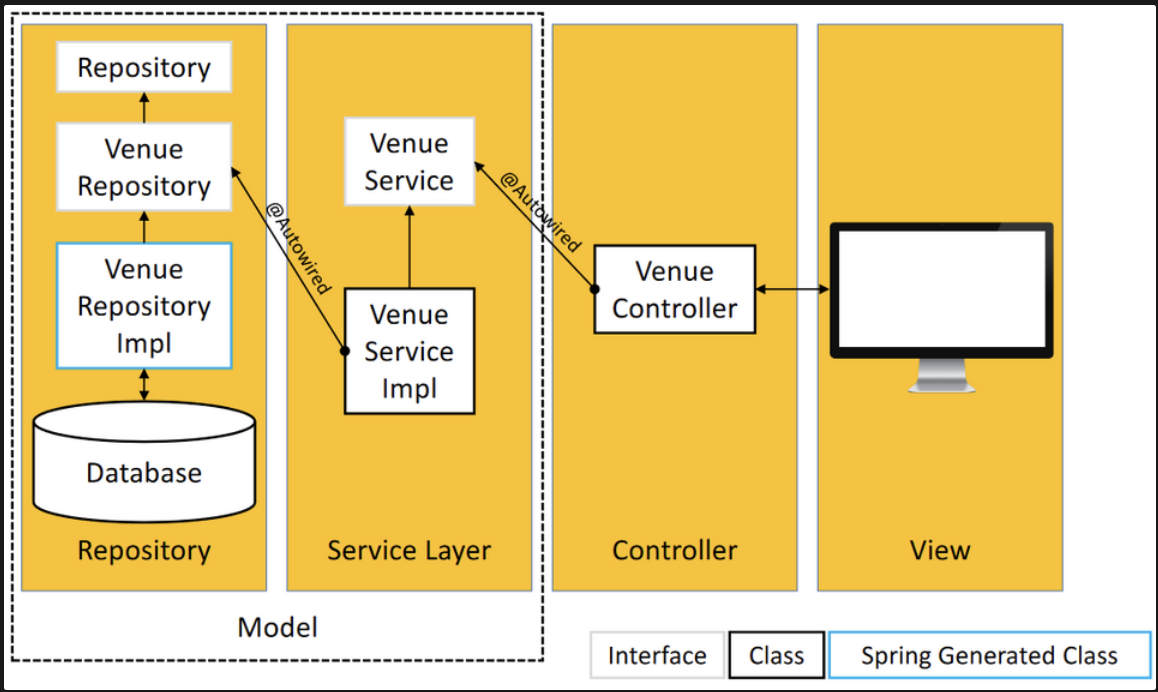 Repository
Venue
Repository
Venue
Repository
Impl
Database
Repository
@Autowired
Venue
Service
Venue
Service
Impl
Service Layer
Model
@Autowired
Venue
Controller
Controller
View
Interface
Class
Spring Generated Class